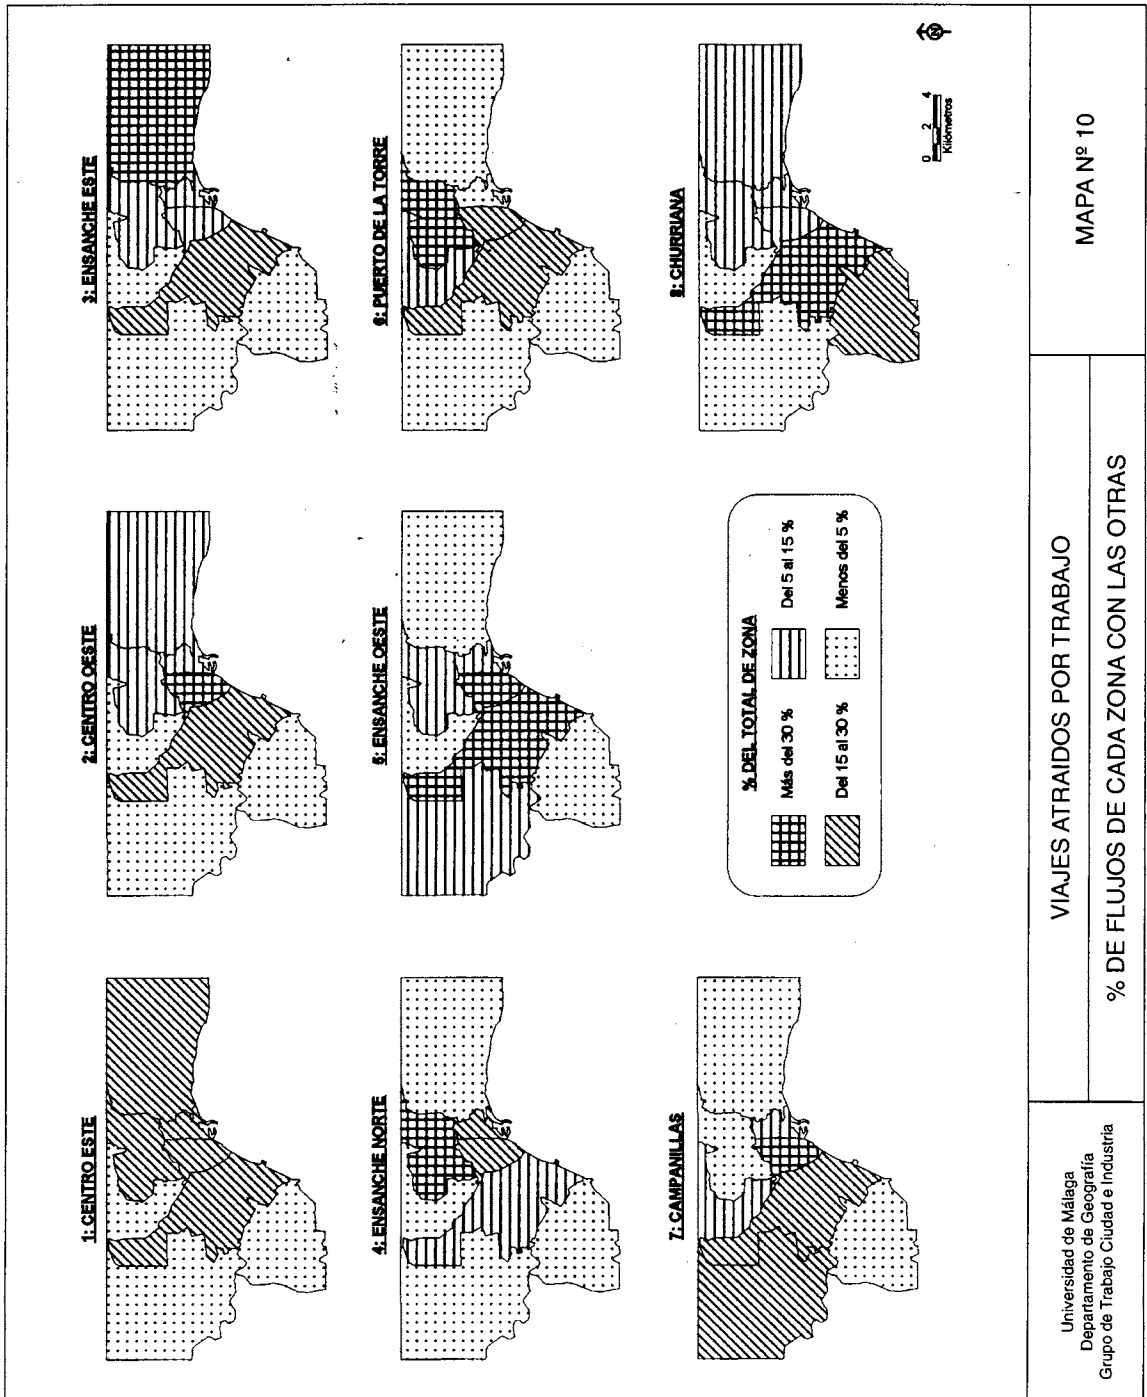 1: CENTRO ESTE
2: CENTRO OESTE
3: ENSANCHE ESTE
4: ENSANCHE NORTE
5: ENSANCHE OESTE
6: PUERTO DE LA TORRE
7: CAMPANILLAS
% DEL TOTAL DE ZONA
Más del 30 %
Del 5 al 15 %
Del 15 al 30 %
Menos del 5 %
8: CHURRIANA
N
0 2 4
Kilómetros
Universidad de Málaga
Departamento de Geografía
Grupo de Trabajo Ciudad e Industria
VIAJES ATRAIDOS POR TRABAJO
% DE FLUJOS DE CADA ZONA CON LAS OTRAS
MAPA Nº 10